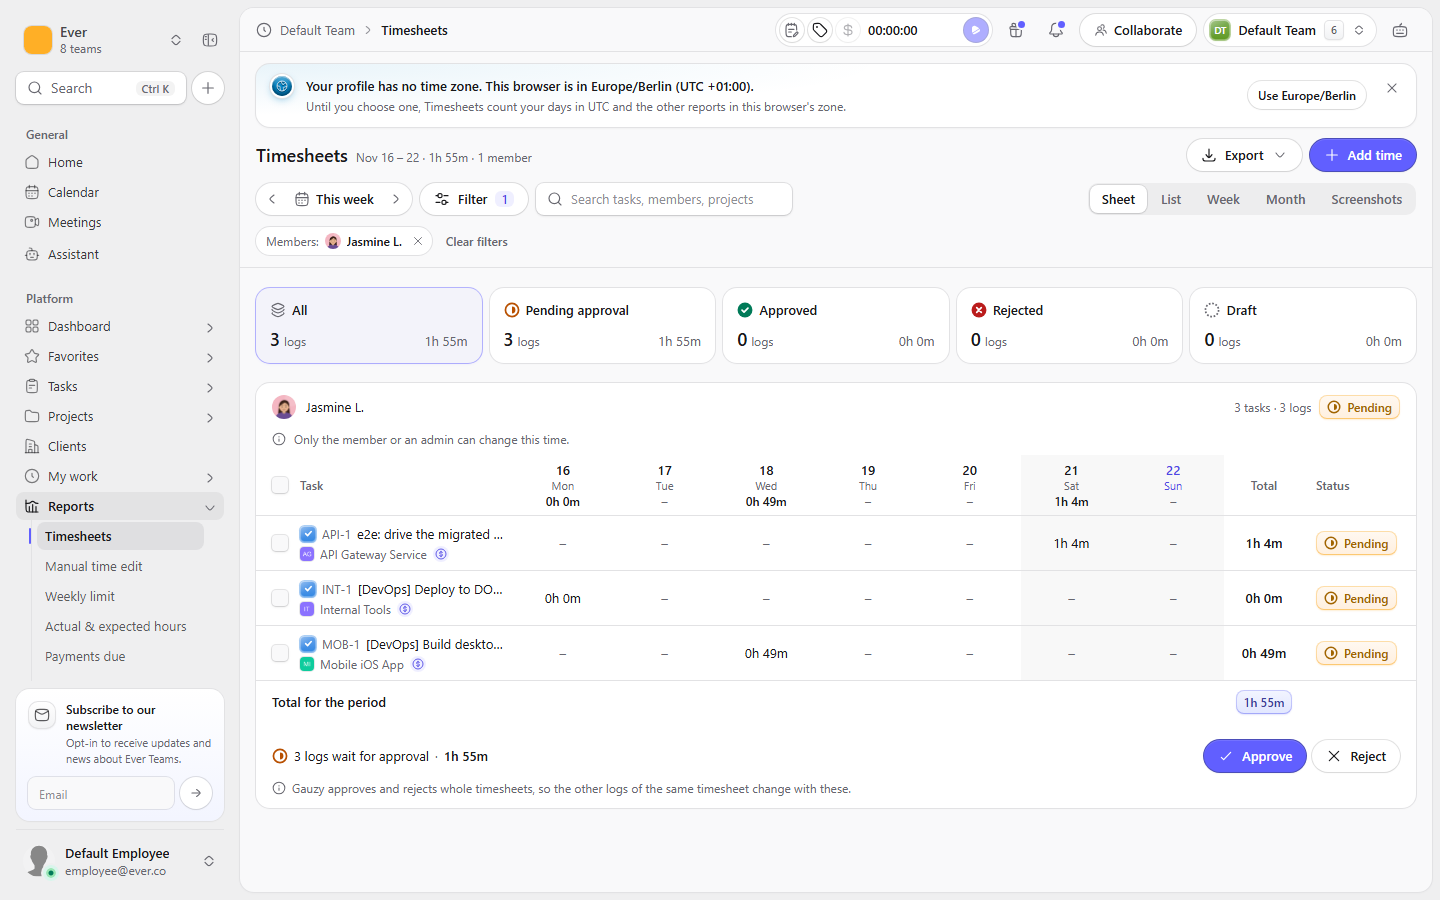 Ever
8 teams
Search
Ctrl K
General
Home
Calendar
Meetings
Assistant
Platform
Dashboard
Favorites
Tasks
Projects
Clients
My work
Reports
Timesheets
Manual time edit
Weekly limit
Actual & expected hours
Payments due
Subscribe to our
newsletter
Opt-in to receive updates and
news about Ever Teams.
Email
Default Employee
employee@ever.co
Default Team
Timesheets
00:00:00
Collaborate
DT
Default Team
6
Your profile has no time zone. This browser is in Europe/Berlin (UTC +01:00).
Until you choose one, Timesheets count your days in UTC and the other reports in this browser's zone.
Use Europe/Berlin
Timesheets
Nov 16 – 22 · 1h 55m · 1 member
Export
Add time
This week
Filter
1
Search tasks, members, projects
Sheet
List
Week
Month
Screenshots
Members:
Jasmine L.
Clear filters
All
3 logs
1h 55m
Pending approval
3 logs
1h 55m
Approved
0 logs
0h 0m
Rejected
0 logs
0h 0m
Draft
0 logs
0h 0m
Jasmine L.
3 tasks · 3 logs
Pending
Only the member or an admin can change this time.
Task
16
Mon
0h 0m
17
Tue
–
18
Wed
0h 49m
19
Thu
–
20
Fri
–
21
Sat
1h 4m
22
Sun
–
Total
Status
API-1 e2e: drive the migrated ...
AG API Gateway Service
– – – – – 1h 4m – 1h 4m Pending
INT-1 [DevOps] Deploy to DO...
IT Internal Tools
0h 0m – – – – – – 0h 0m Pending
MOB-1 [DevOps] Build deskto...
MI Mobile iOS App
– – 0h 49m – – – – 0h 49m Pending
Total for the period
1h 55m
3 logs wait for approval · 1h 55m
Approve
Reject
Gauzy approves and rejects whole timesheets, so the other logs of the same timesheet change with these.